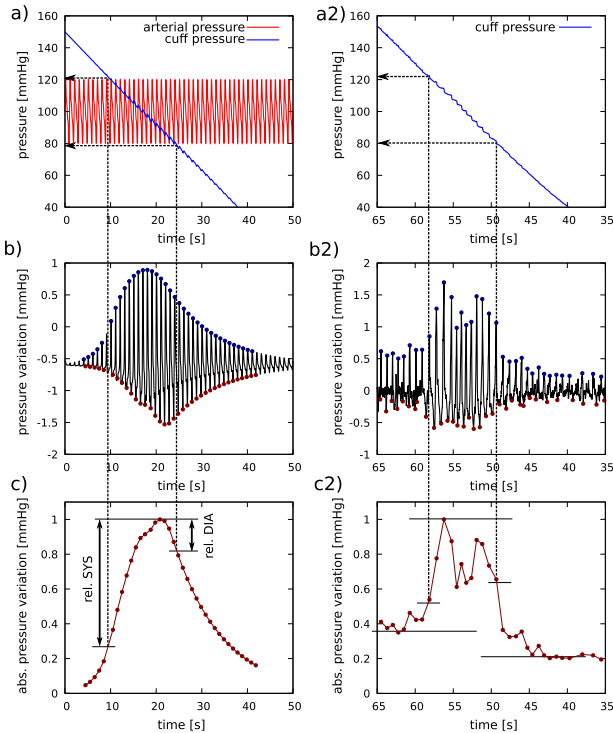 a)
160
140
120
100
80
60
40
pressure [mmHg]
arterial pressure
cuff pressure
0 10 20 30 40 50
time [s]
a2)
160
140
120
100
80
60
40
pressure [mmHg]
cuff pressure
65 60 55 50 45 40 35
time [s]
b)
1
0.5
0
-0.5
-1
-1.5
-2
pressure variation [mmHg]
0 10 20 30 40 50
time [s]
b2)
2
1.5
1
0.5
0
-0.5
-1
pressure variation [mmHg]
65 60 55 50 45 40 35
time [s]
c)
1
0.8
0.6
0.4
0.2
0
abs. pressure variation [mmHg]
rel. SYS
rel. DIA
0 10 20 30 40 50
time [s]
c2)
1
0.8
0.6
0.4
0.2
0
abs. pressure variation [mmHg]
65 60 55 50 45 40 35
time [s]